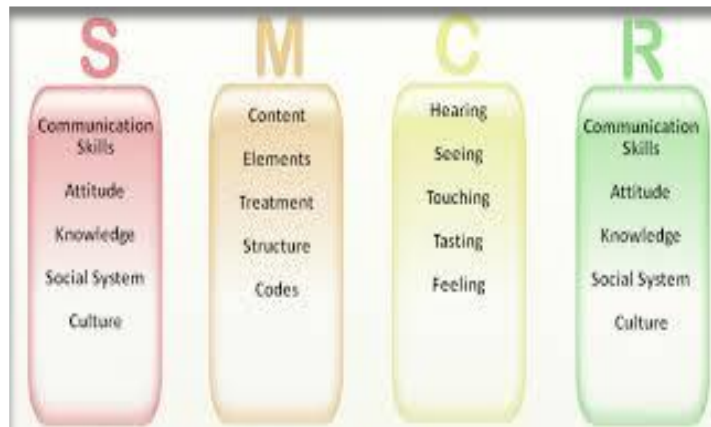 S
Communication
Skills
Attitude
Knowledge
Social System
Culture
M
Content
Elements
Treatment
Structure
Codes
C
Hearing
Seeing
Touching
Tasting
Feeling
R
Communication
Skills
Attitude
Knowledge
Social System
Culture